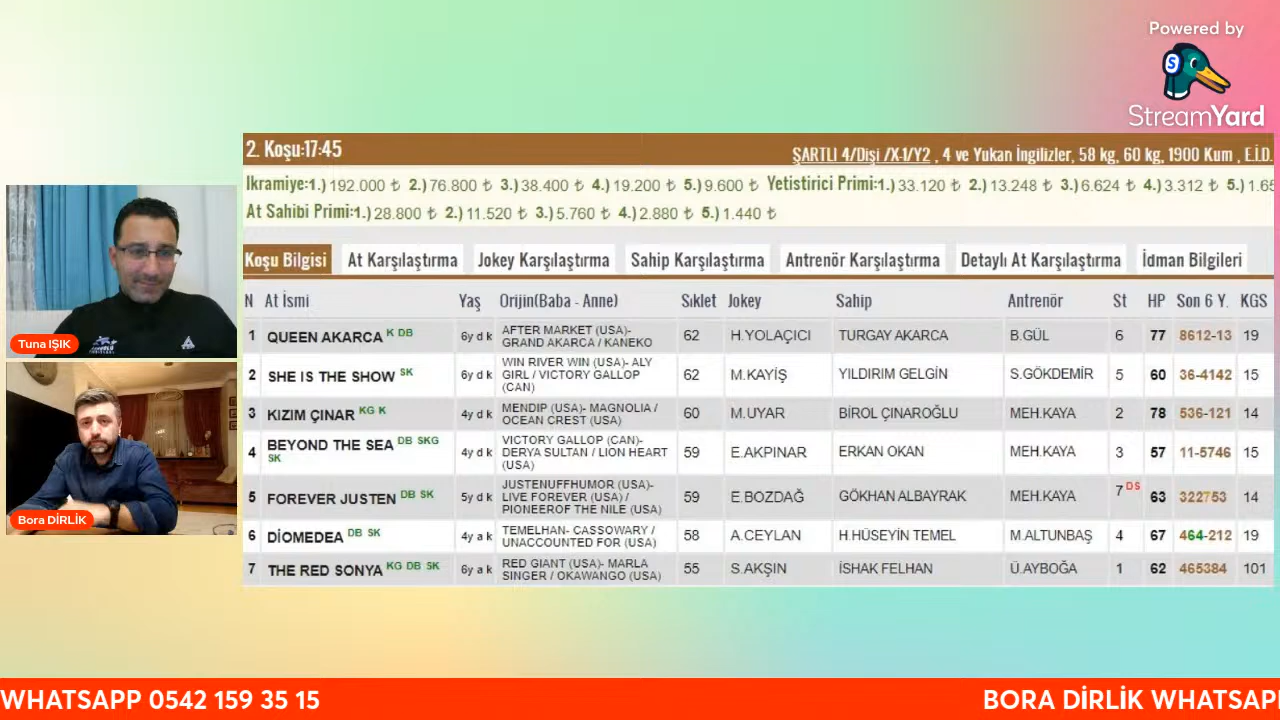 Powered by
S
StreamYard
2. Koşu:17:45
ŞARTLI 4/Dişi /X-1/Y2 , 4 ve Yukarı İngilizler, 58 kg, 60 kg, 1900 Kum , E.İ.D.
Ikramiye:1.) 192.000 ₺ 2.) 76.800 ₺ 3.) 38.400 ₺ 4.) 19.200 ₺ 5.) 9.600 ₺ Yetistirici Primi:1.) 33.120 ₺ 2.) 13.248 ₺ 3.) 6.624 ₺ 4.) 3.312 ₺ 5.) 1.65
At Sahibi Primi:1.) 28.800 ₺ 2.) 11.520 ₺ 3.) 5.760 ₺ 4.) 2.880 ₺ 5.) 1.440 ₺
Koşu Bilgisi At Karşılaştırma Jokey Karşılaştırma Sahip Karşılaştırma Antrenör Karşılaştırma Detaylı At Karşılaştırma İdman Bilgileri
N At İsmi Yaş Orijin(Baba - Anne) Sıklet Jokey Sahip Antrenör St HP Son 6 Y. KGS
1 QUEEN AKARCA K DB 6y d k AFTER MARKET (USA)- GRAND AKARCA / KANEKO 62 H.YOLAÇICI TURGAY AKARCA B.GÜL 6 77 8612-13 19
2 SHE IS THE SHOW SK 6y d k WIN RIVER WIN (USA)- ALY GIRL / VICTORY GALLOP (CAN) 62 M.KAYİŞ YILDIRIM GELGİN S.GÖKDEMİR 5 60 36-4142 15
3 KIZIM ÇINAR KG K 4y d k MENDIP (USA)- MAGNOLIA / OCEAN CREST (USA) 60 M.UYAR BİROL ÇINAROĞLU MEH.KAYA 2 78 536-121 14
4 BEYOND THE SEA DB SKG SK 4y d k VICTORY GALLOP (CAN)- DERYA SULTAN / LION HEART (USA) 59 E.AKPINAR ERKAN OKAN MEH.KAYA 3 57 11-5746 15
5 FOREVER JUSTEN DB SK 5y d k JUSTENUFFHUMOR (USA)- LIVE FOREVER (USA) / PIONEEROF THE NILE (USA) 59 E.BOZDAĞ GÖKHAN ALBAYRAK MEH.KAYA 7 DS 63 322753 14
6 DİOMEDEA DB SK 4y a k TEMELHAN- CASSOWARY / UNACCOUNTED FOR (USA) 58 A.CEYLAN H.HÜSEYİN TEMEL M.ALTUNBAŞ 4 67 464-212 19
7 THE RED SONYA KG DB SK 6y a k RED GIANT (USA)- MARLA SINGER / OKAWANGO (USA) 55 S.AKŞIN İSHAK FELHAN Ü.AYBOĞA 1 62 465384 101
Tuna IŞIK
Bora DİRLİK
WHATSAPP 0542 159 35 15
BORA DİRLİK WHATSAPP